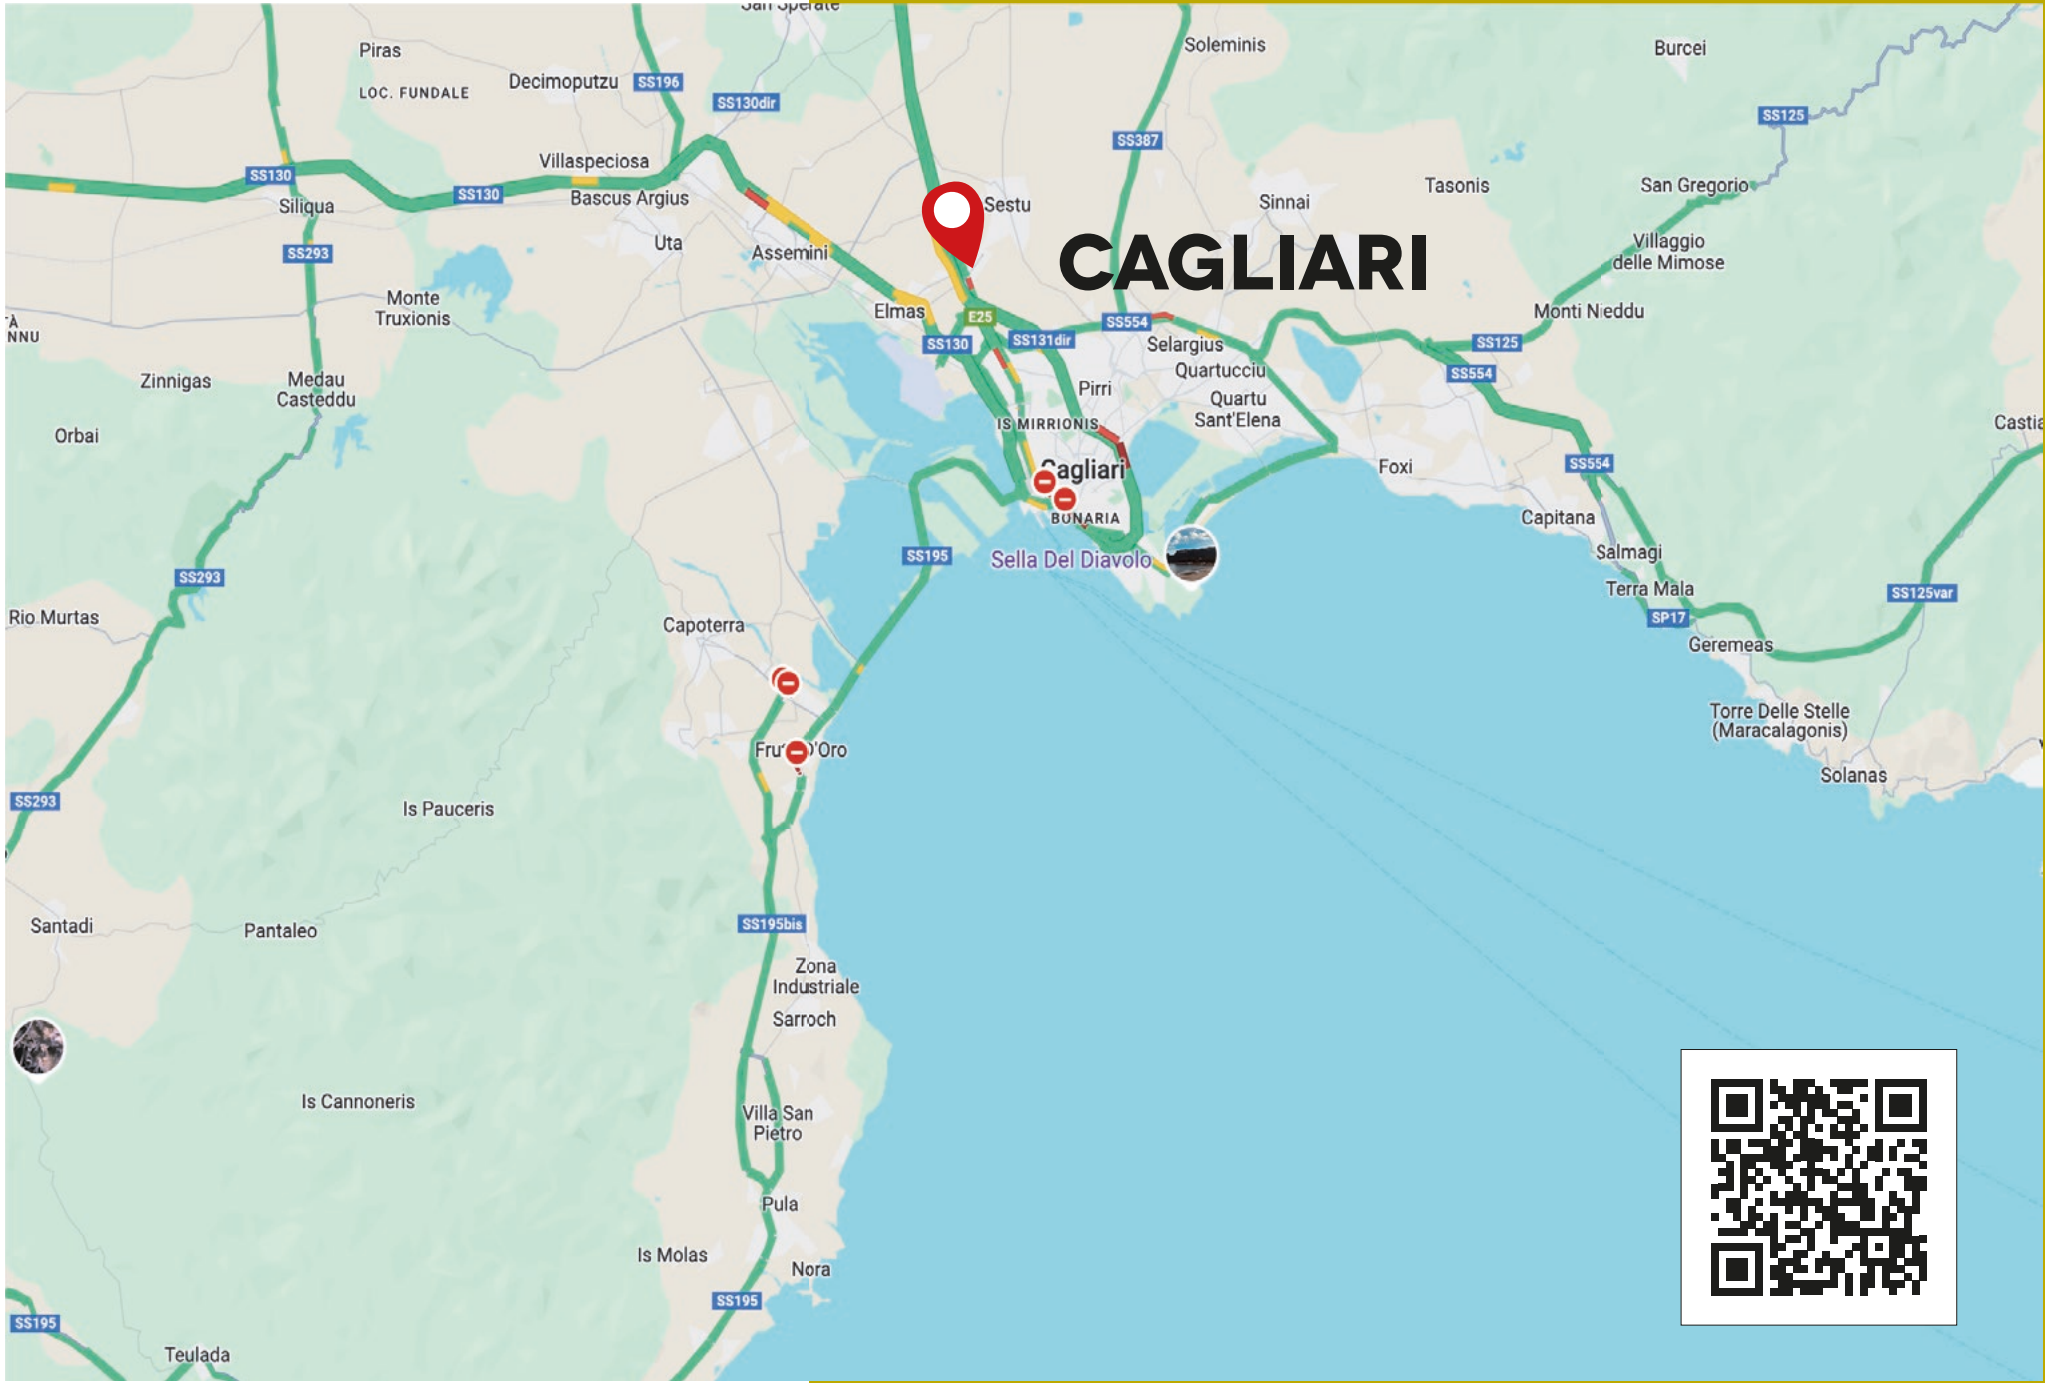 San Sperate
Piras
Soleminis
Burcei
LOC. FUNDALE
Decimoputzu
SS196
SS130dir
SS125
SS387
Villaspeciosa
SS130
SS130
Bascus Argius
Siliqua
Sestu
Sinnai
Tasonis
San Gregorio
SS293
Uta
Assemini
CAGLIARI
Villaggio
delle Mimose
Monte
Truxionis
Elmas
E25
SS554
Monti Nieddu
NNU
SS130
SS131dir
Selargius
SS125
Quartucciu
SS554
Zinnigas
Medau
Casteddu
Pirri
Quartu
Sant'Elena
Orbai
IS MIRRIONIS
Castia
Cagliari
Foxi
SS554
BONARIA
Capitana
SS195
Sella Del Diavolo
Salmagi
SS293
Terra Mala
SS125var
Rio Murtas
Capoterra
SP17
Geremeas
Torre Delle Stelle
(Maracalagonis)
Frutti D'Oro
Solanas
SS293
Is Pauceris
Santadi
Pantaleo
SS195bis
Zona
Industriale
Sarroch
Is Cannoneris
Villa San
Pietro
Pula
Is Molas
Nora
SS195
SS195
Teulada